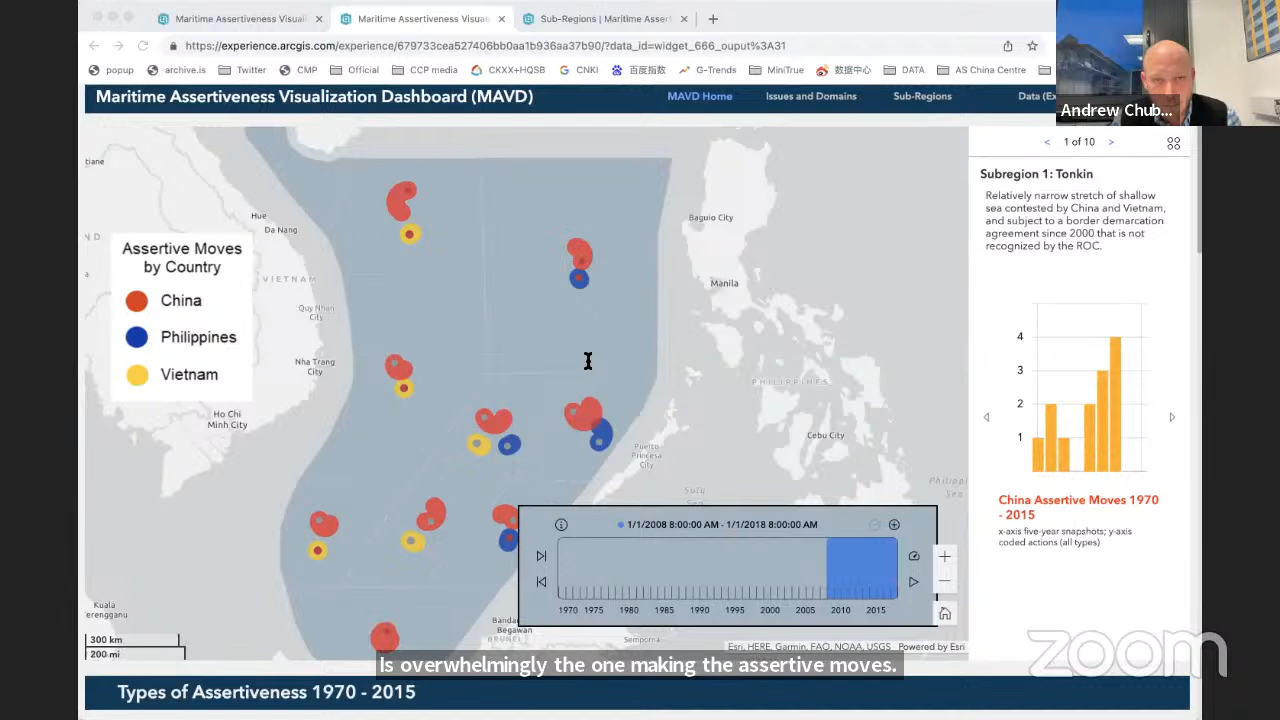 Maritime Assertiveness Visuali
Maritime Assertiveness Visuali
Sub-Regions | Maritime Assert
https://experience.arcgis.com/experience/679733cea527406bb0aa1b936aa37b90/?data_id=widget_666_ouput%3A31
popup
archive.is
Twitter
CMP
Official
CCP media
CKXX+HQSB
CNKI
百度指数
G-Trends
MiniTrue
数据中心
DATA
AS China Centre
Andrew Chub...
Maritime Assertiveness Visualization Dashboard (MAVD)
MAVD Home
Issues and Domains
Sub-Regions
Data (Ex
tiane
Hue
Da Nang
N D
VIETNAM
Quy Nhon
City
Nha Trang
City
Ho Chi
Minh City
Baguio City
Manila
PHILIPPINES
Cebu City
Puerto
Princesa
City
Sulu
Sea
Philippi
Sea
Kuala
erengganu
Bandar
Begawan
BRUNEI
Semporna
Assertive Moves
by Country
China
Philippines
Vietnam
1/1/2008 8:00:00 AM - 1/1/2018 8:00:00 AM
1970 1975 1980 1985 1990 1995 2000 2005 2010 2015
300 km
200 mi
Esri, HERE, Garmin, FAO, NOAA, USGS
Powered by Esri
< 1 of 10 >
Subregion 1: Tonkin
Relatively narrow stretch of shallow
sea contested by China and Vietnam,
and subject to a border demarcation
agreement since 2000 that is not
recognized by the ROC.
4
3
2
1
China Assertive Moves 1970
- 2015
x-axis five-year snapshots; y-axis
coded actions (all types)
zoom
Is overwhelmingly the one making the assertive moves.
Types of Assertiveness 1970 - 2015